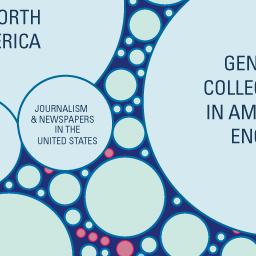 ORTH
ERICA
GEN
COLLEC
IN AM
ENG
JOURNALISM
& NEWSPAPERS
IN THE
UNITED STATES